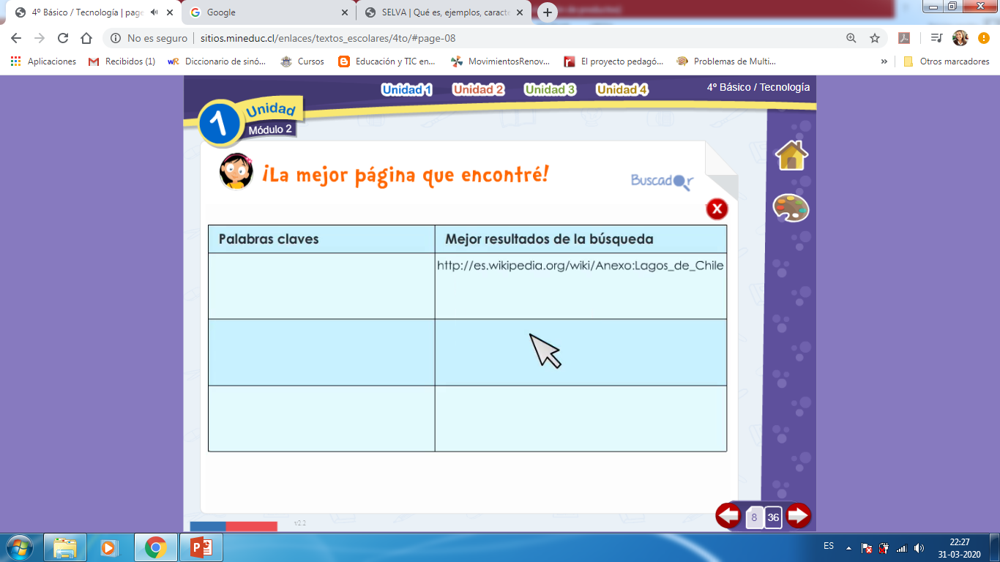 4º Básico / Tecnología | page
Google
SELVA | Qué es, ejemplos, caracte
No es seguro | sitios.mineduc.cl/enlaces/textos_escolares/4to/#page-08
Aplicaciones
Recibidos (1)
wR Diccionario de sinó...
Cursos
Educación y TIC en...
MovimientosRenov...
El proyecto pedagó...
Problemas de Multi...
»
Otros marcadores
Unidad 1 Unidad 2 Unidad 3 Unidad 4
4º Básico / Tecnología
1 Unidad
Módulo 2
¡La mejor página que encontré!
Buscador
X
Palabras claves
Mejor resultados de la búsqueda
http://es.wikipedia.org/wiki/Anexo:Lagos_de_Chile
v2.2
8 36
ES
22:27
31-03-2020